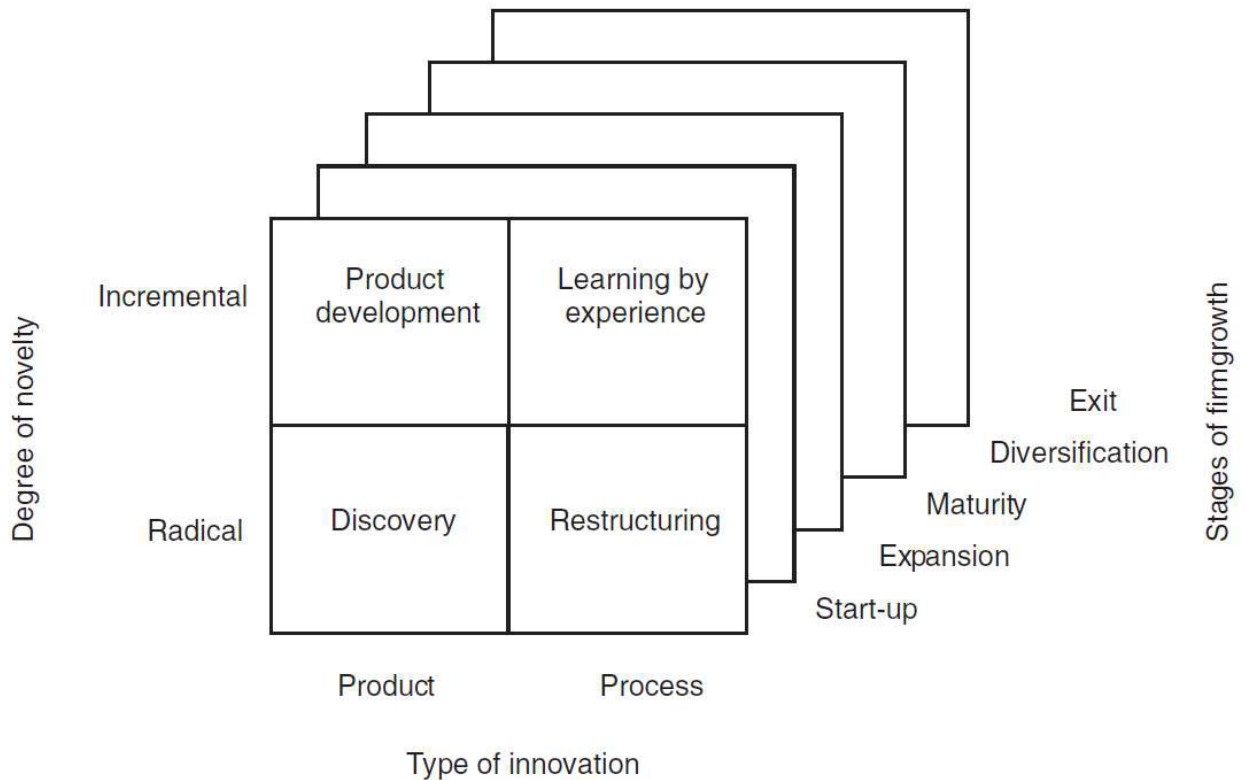 Product
development
Learning by
experience
Incremental
Degree of novelty
Stages of firmgrowth
Exit
Diversification
Radical
Discovery
Restructuring
Maturity
Expansion
Start-up
Product
Process
Type of innovation